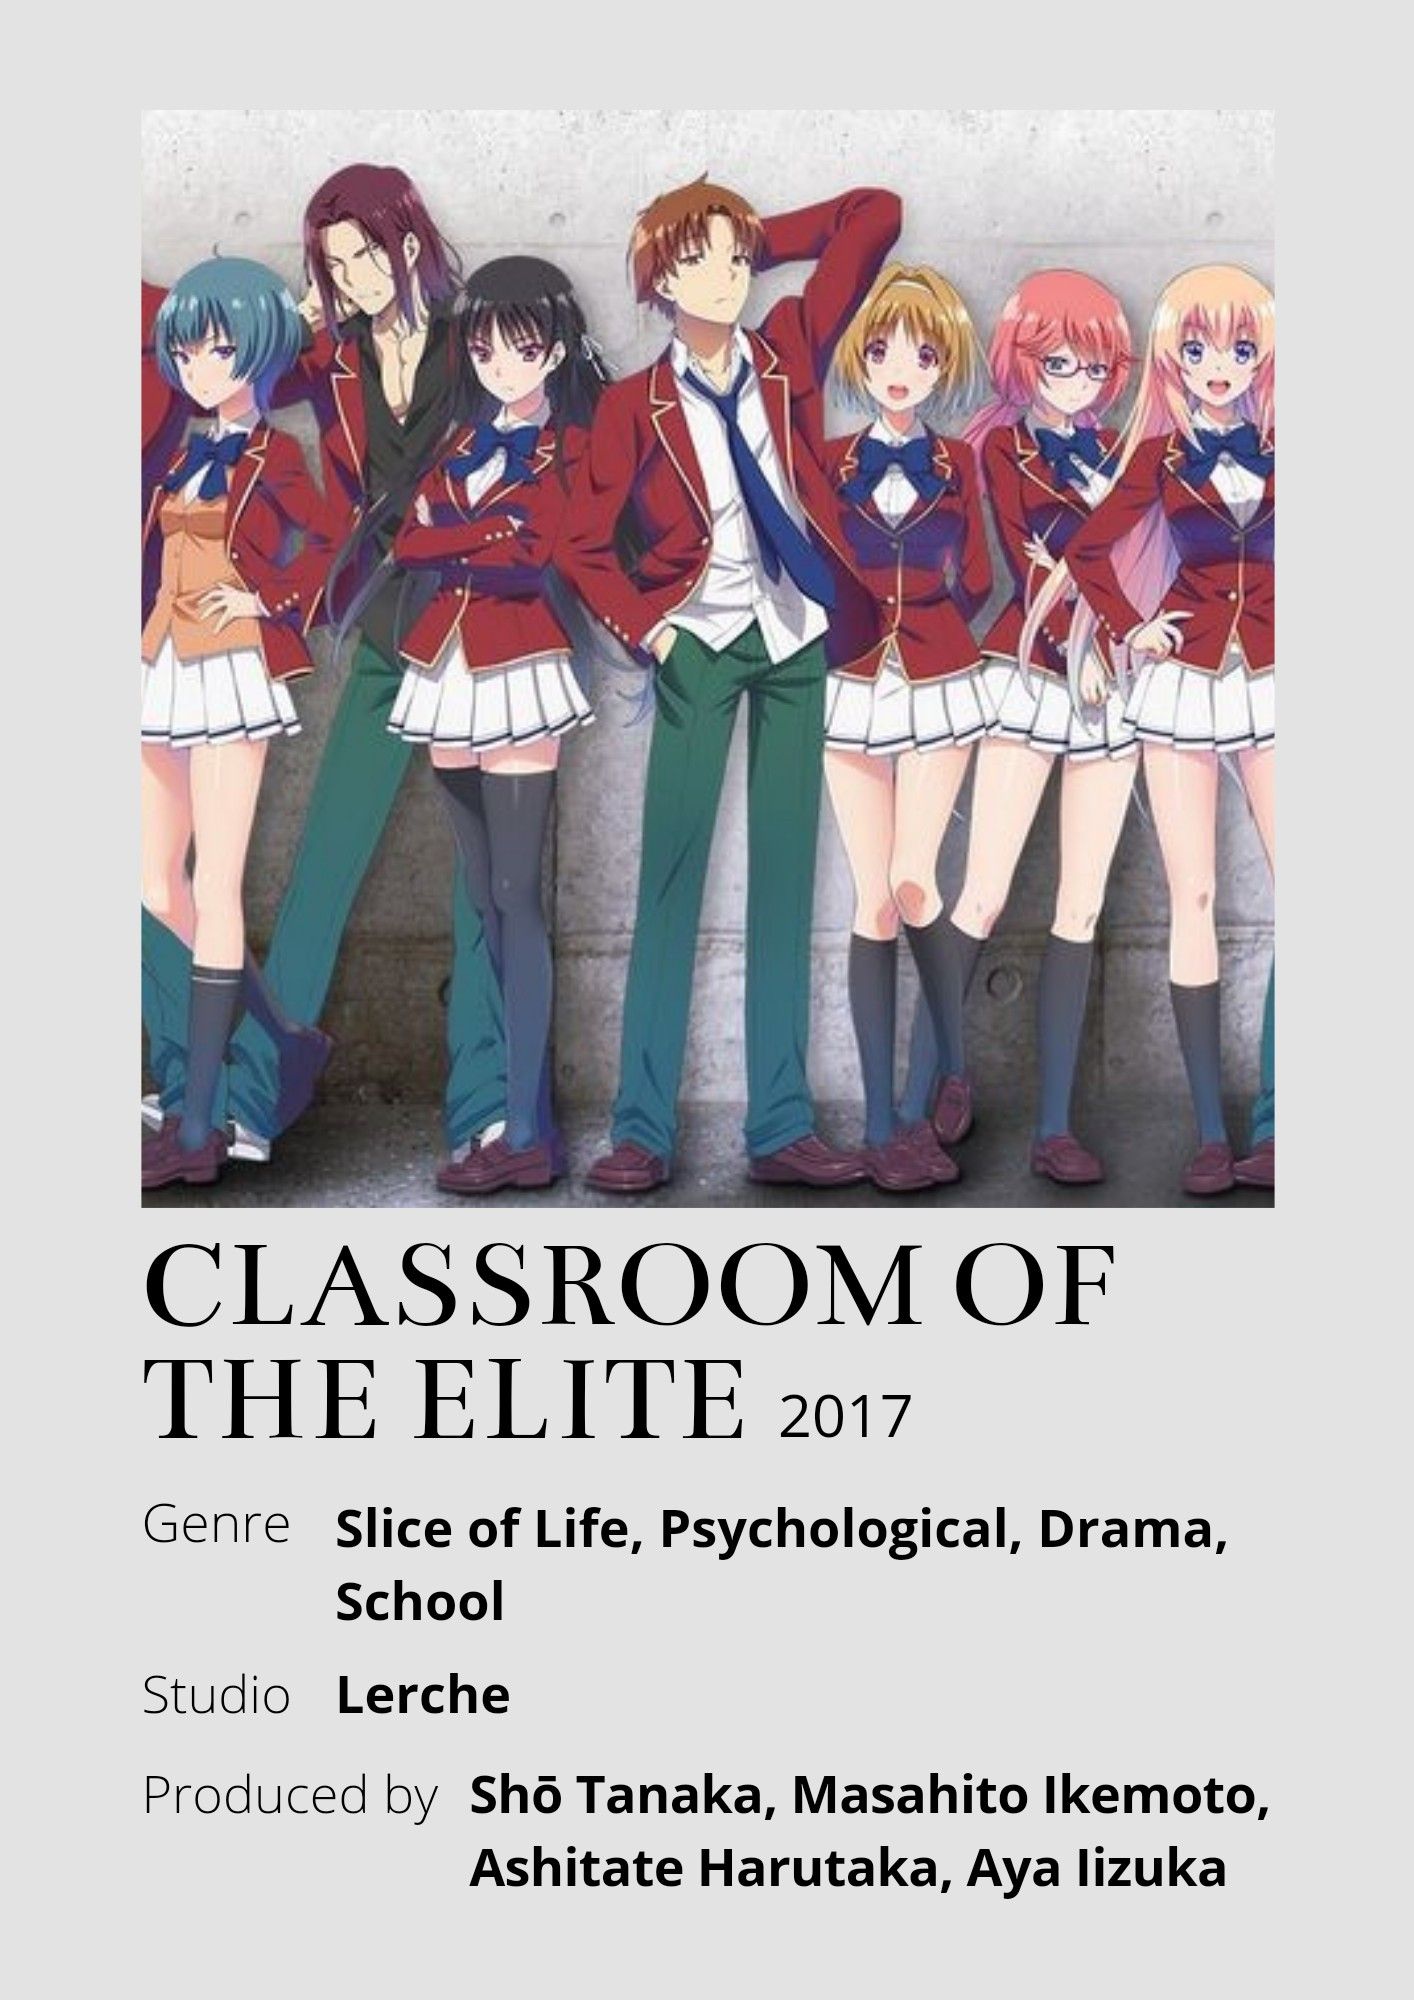 CLASSROOM OF
THE ELITE 2017
Genre Slice of Life, Psychological, Drama,
School
Studio Lerche
Produced by Shō Tanaka, Masahito Ikemoto,
Ashitate Harutaka, Aya Iizuka